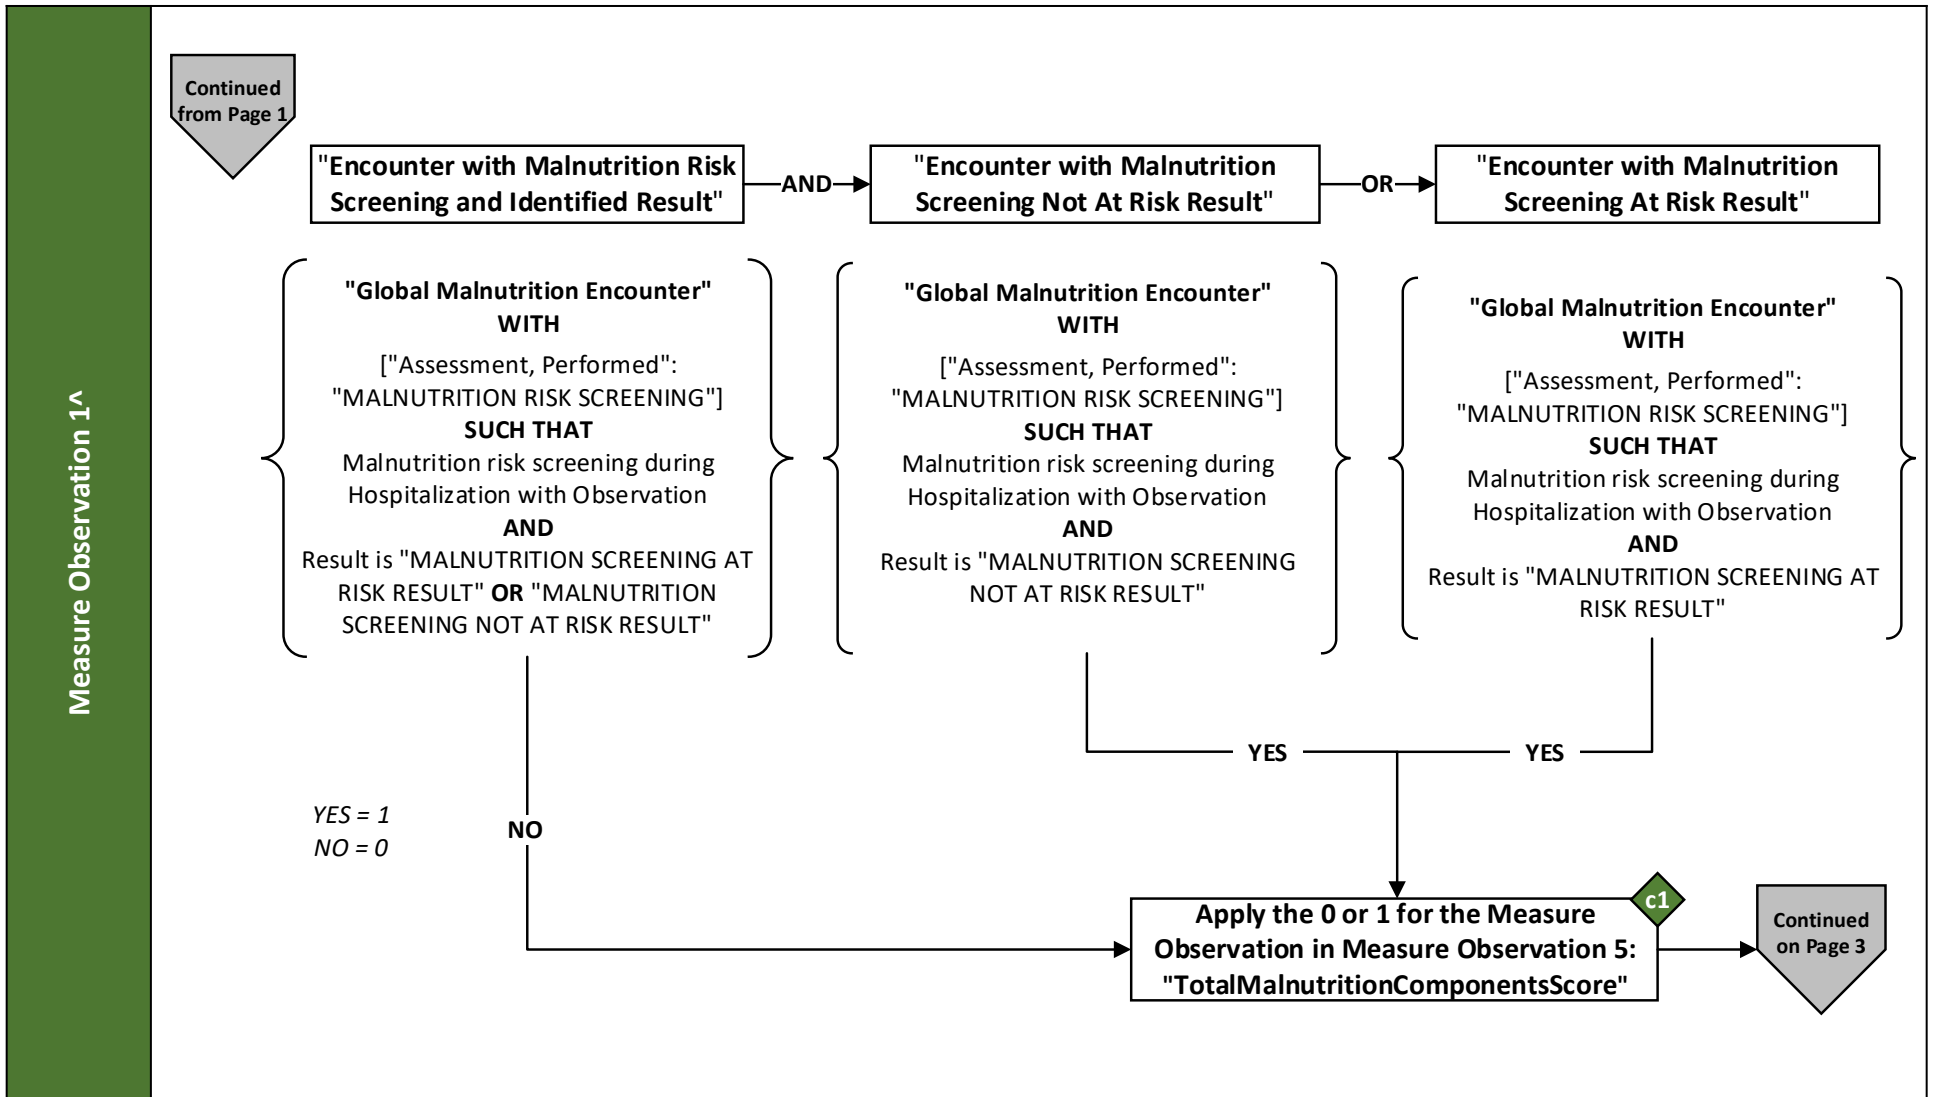 Measure Observation 1^
Continued
from Page 1
"Encounter with Malnutrition Risk
Screening and Identified Result"
AND
"Encounter with Malnutrition
Screening Not At Risk Result"
OR
"Encounter with Malnutrition
Screening At Risk Result"
"Global Malnutrition Encounter"
WITH
["Assessment, Performed":
"MALNUTRITION RISK SCREENING"]
SUCH THAT
Malnutrition risk screening during
Hospitalization with Observation
AND
Result is "MALNUTRITION SCREENING AT
RISK RESULT" OR "MALNUTRITION
SCREENING NOT AT RISK RESULT"
"Global Malnutrition Encounter"
WITH
["Assessment, Performed":
"MALNUTRITION RISK SCREENING"]
SUCH THAT
Malnutrition risk screening during
Hospitalization with Observation
AND
Result is "MALNUTRITION SCREENING
NOT AT RISK RESULT"
"Global Malnutrition Encounter"
WITH
["Assessment, Performed":
"MALNUTRITION RISK SCREENING"]
SUCH THAT
Malnutrition risk screening during
Hospitalization with Observation
AND
Result is "MALNUTRITION SCREENING AT
RISK RESULT"
YES
YES
YES = 1
NO = 0
NO
c1
Apply the 0 or 1 for the Measure
Observation in Measure Observation 5:
"TotalMalnutritionComponentsScore"
Continued
on Page 3